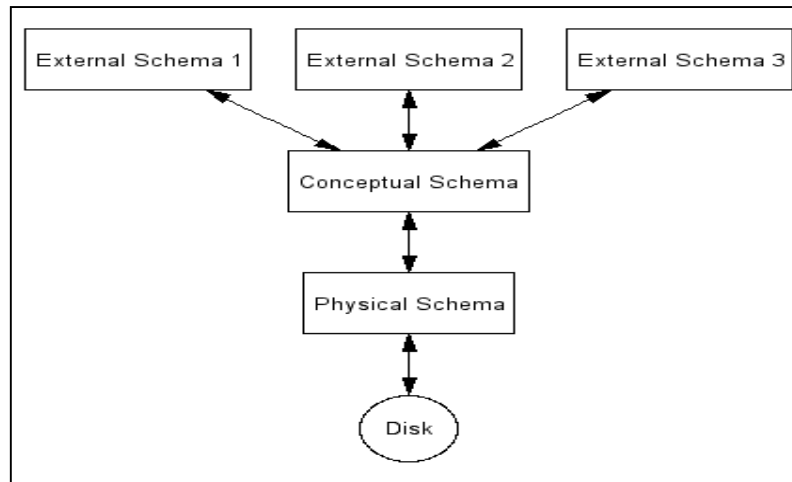 External Schema 1
External Schema 2
External Schema 3
Conceptual Schema
Physical Schema
Disk